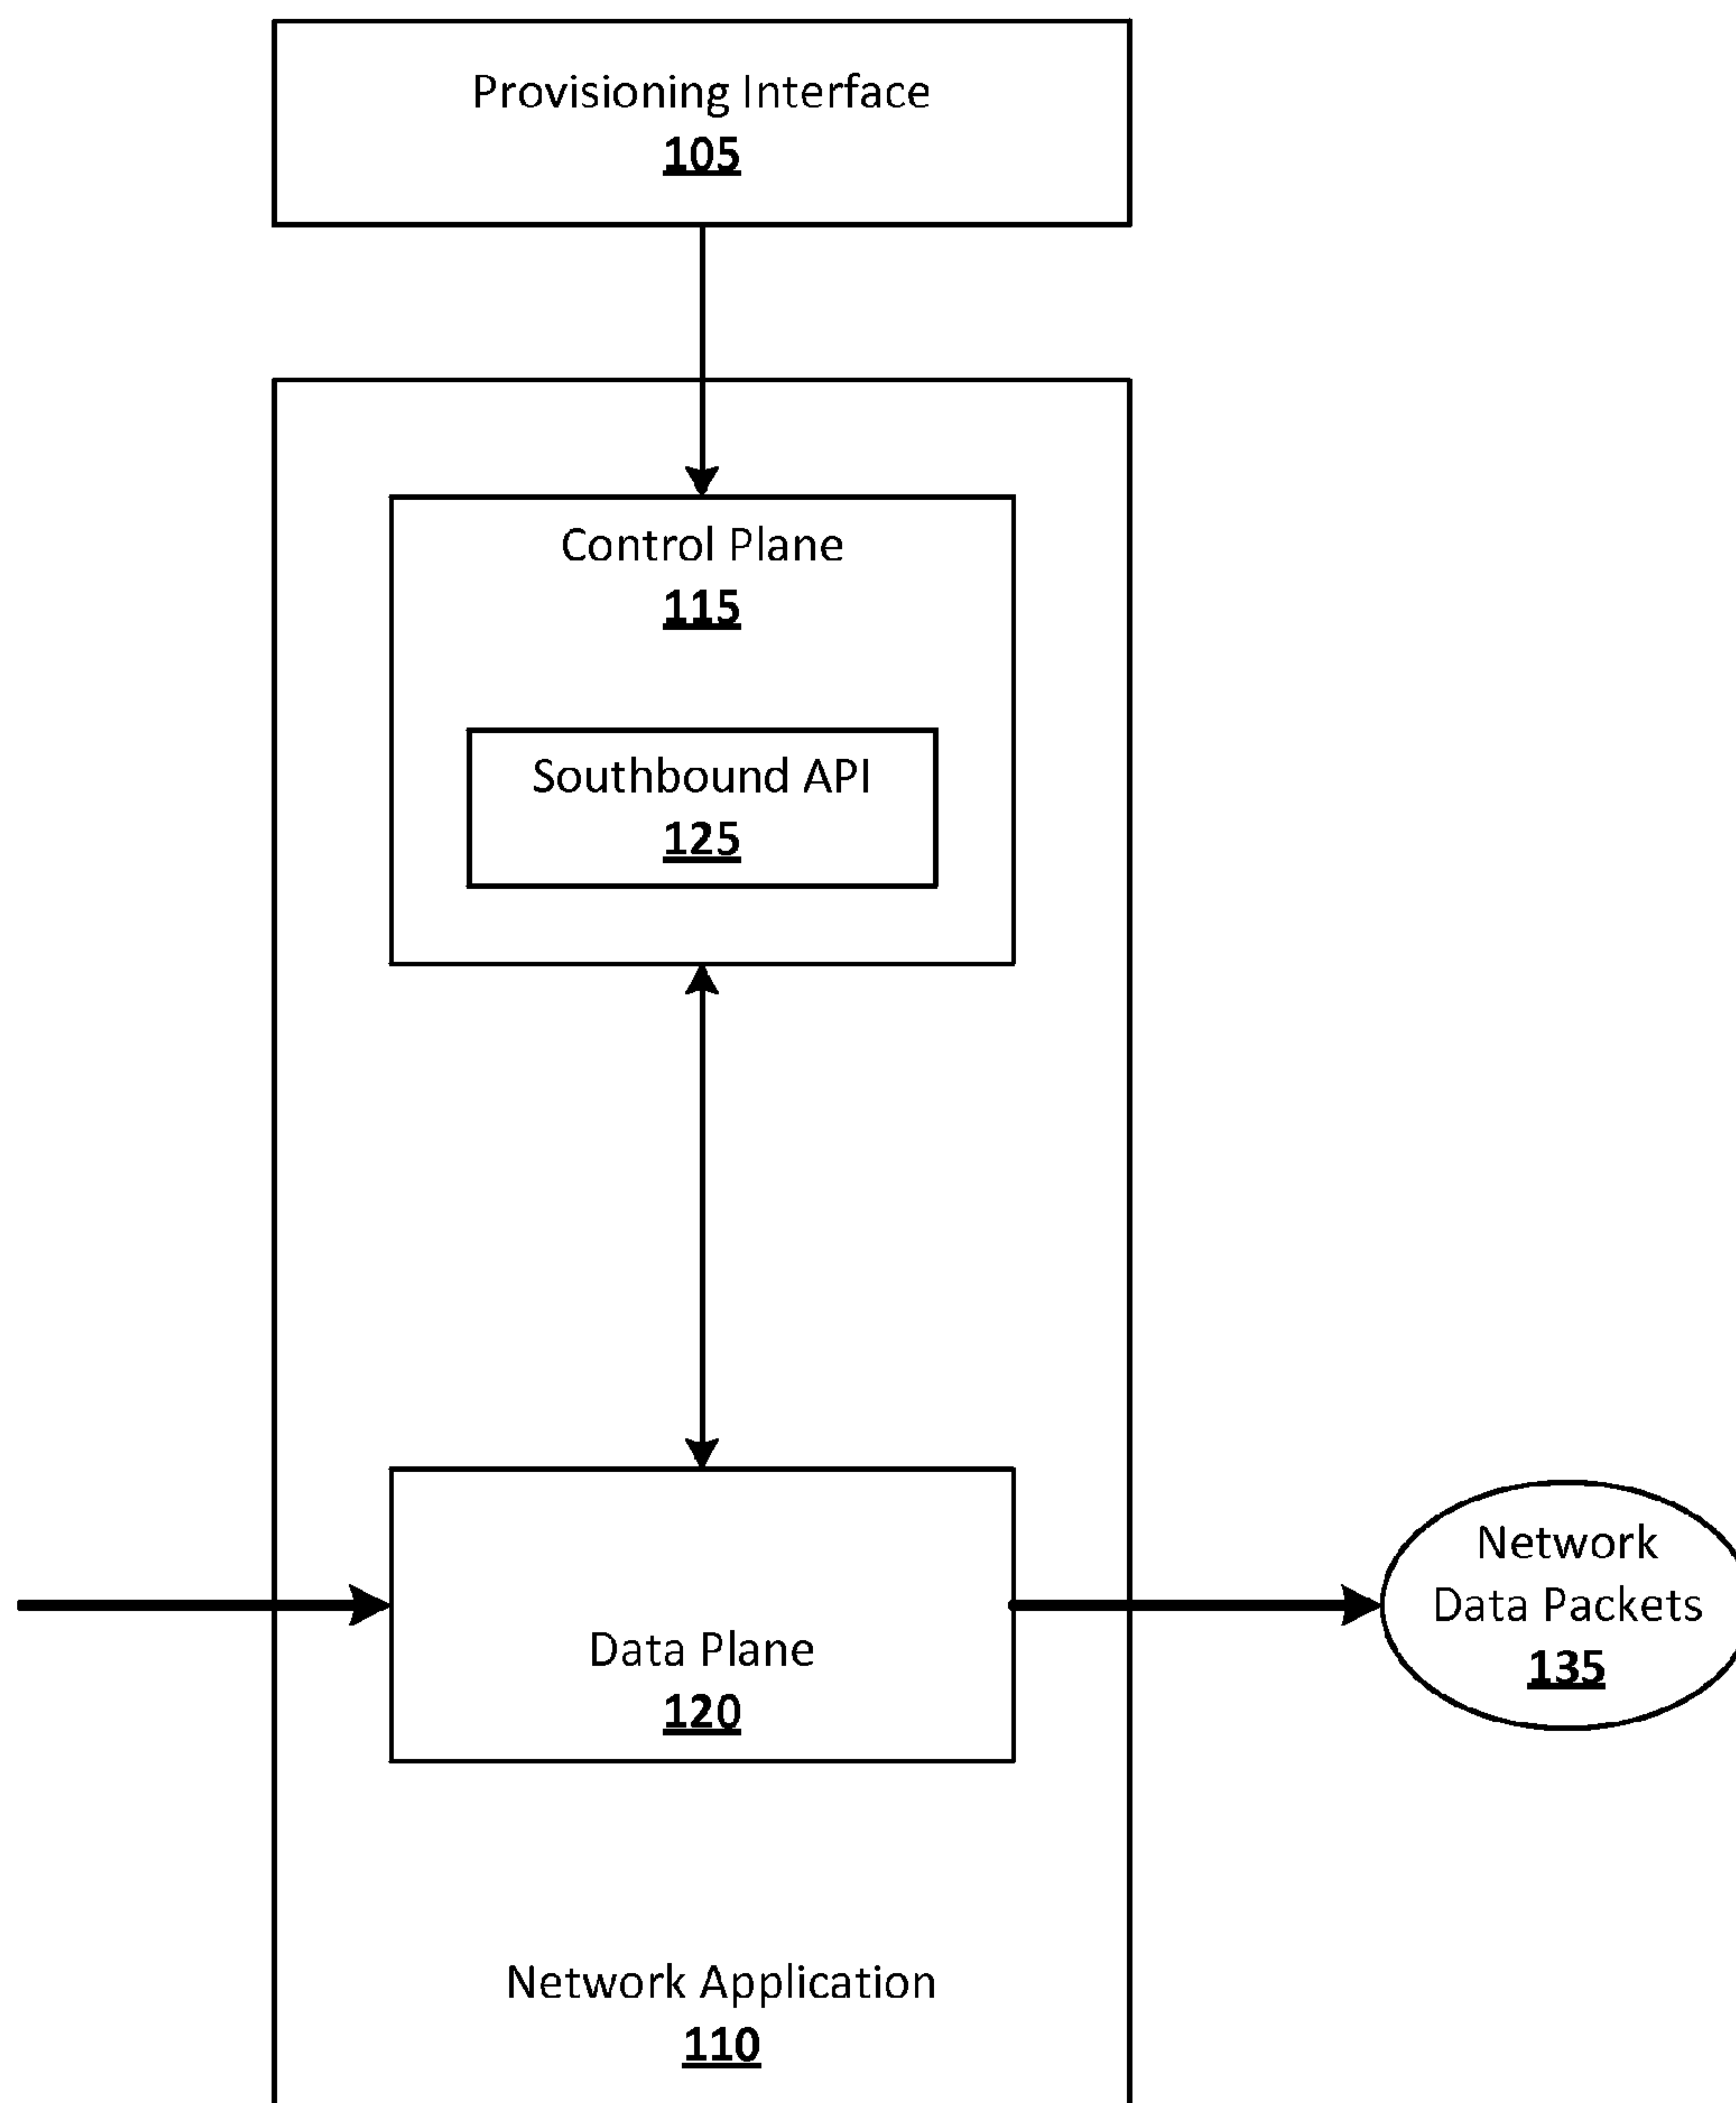 Provisioning Interface
105
Control Plane
115
Southbound API
125
Network
Data Packets
135
Data Plane
120
Network Application
110